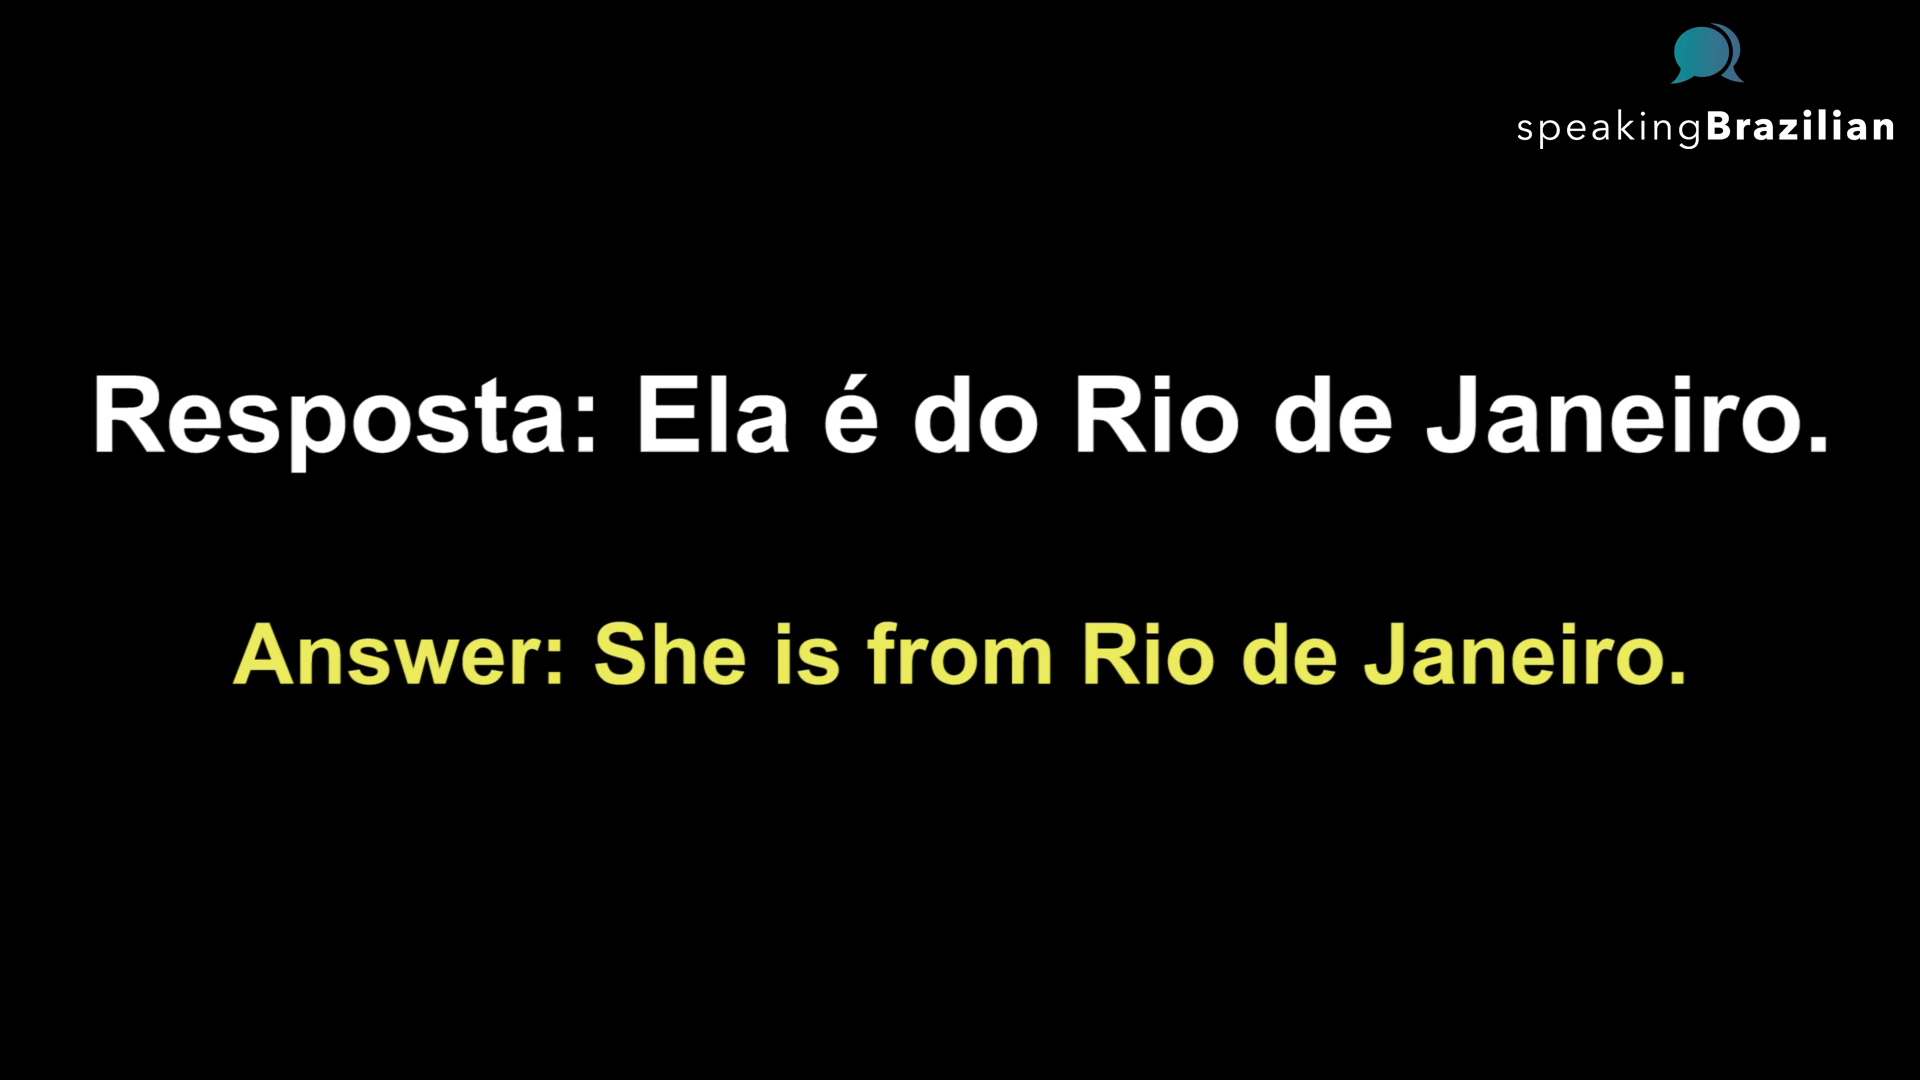 speakingBrazilian
Resposta: Ela é do Rio de Janeiro.
Answer: She is from Rio de Janeiro.